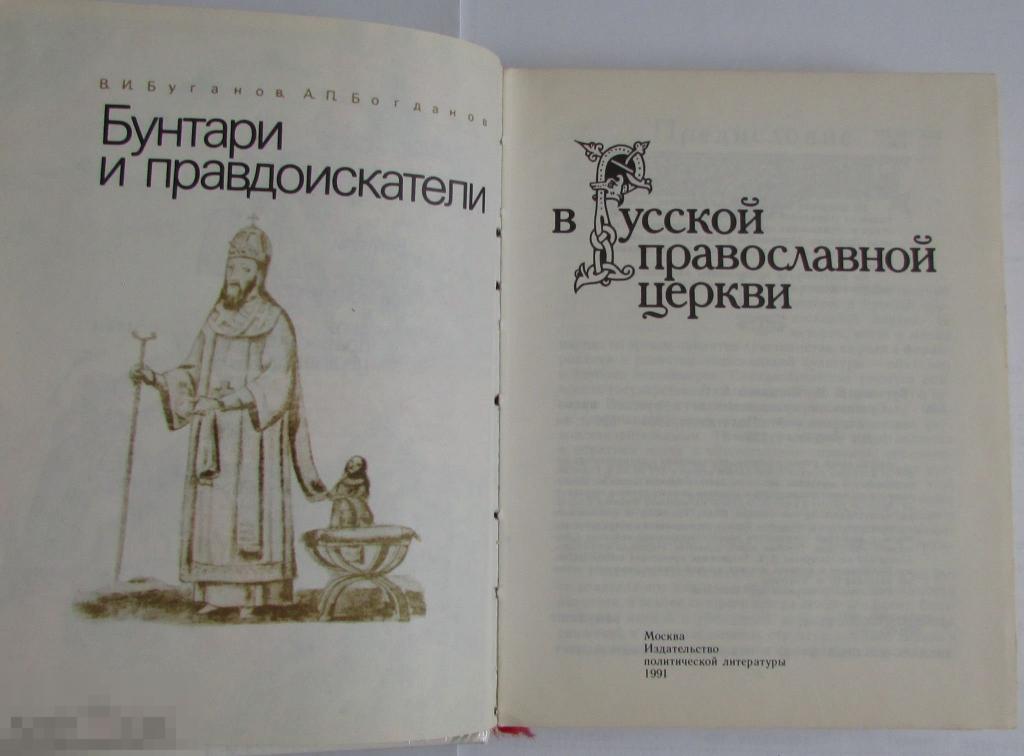 В. И. Буганов, А. П. Богданов
Бунтари
и правдоискатели
в Русской
православной
церкви
Москва
Издательство
политической литературы
1991